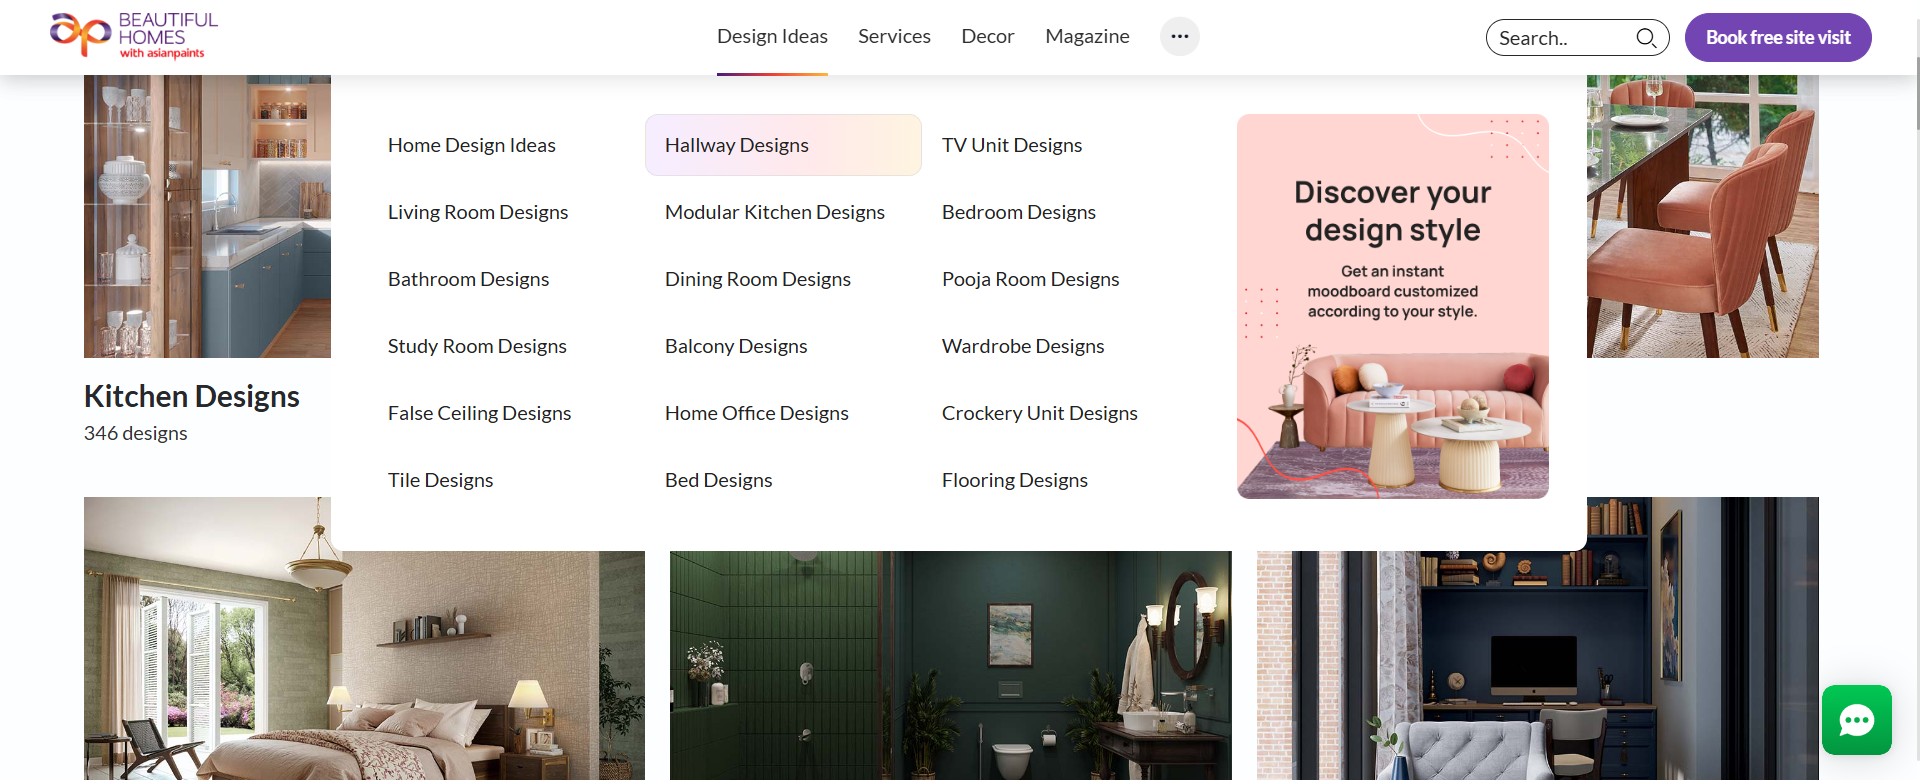 BEAUTIFUL
HOMES
with asianpaints
Design Ideas
Services
Decor
Magazine
Search..
Book free site visit
Home Design Ideas
Hallway Designs
TV Unit Designs
Living Room Designs
Modular Kitchen Designs
Bedroom Designs
Bathroom Designs
Dining Room Designs
Pooja Room Designs
Study Room Designs
Balcony Designs
Wardrobe Designs
False Ceiling Designs
Home Office Designs
Crockery Unit Designs
Tile Designs
Bed Designs
Flooring Designs
Discover your
design style
Get an instant
moodboard customized
according to your style.
Kitchen Designs
346 designs